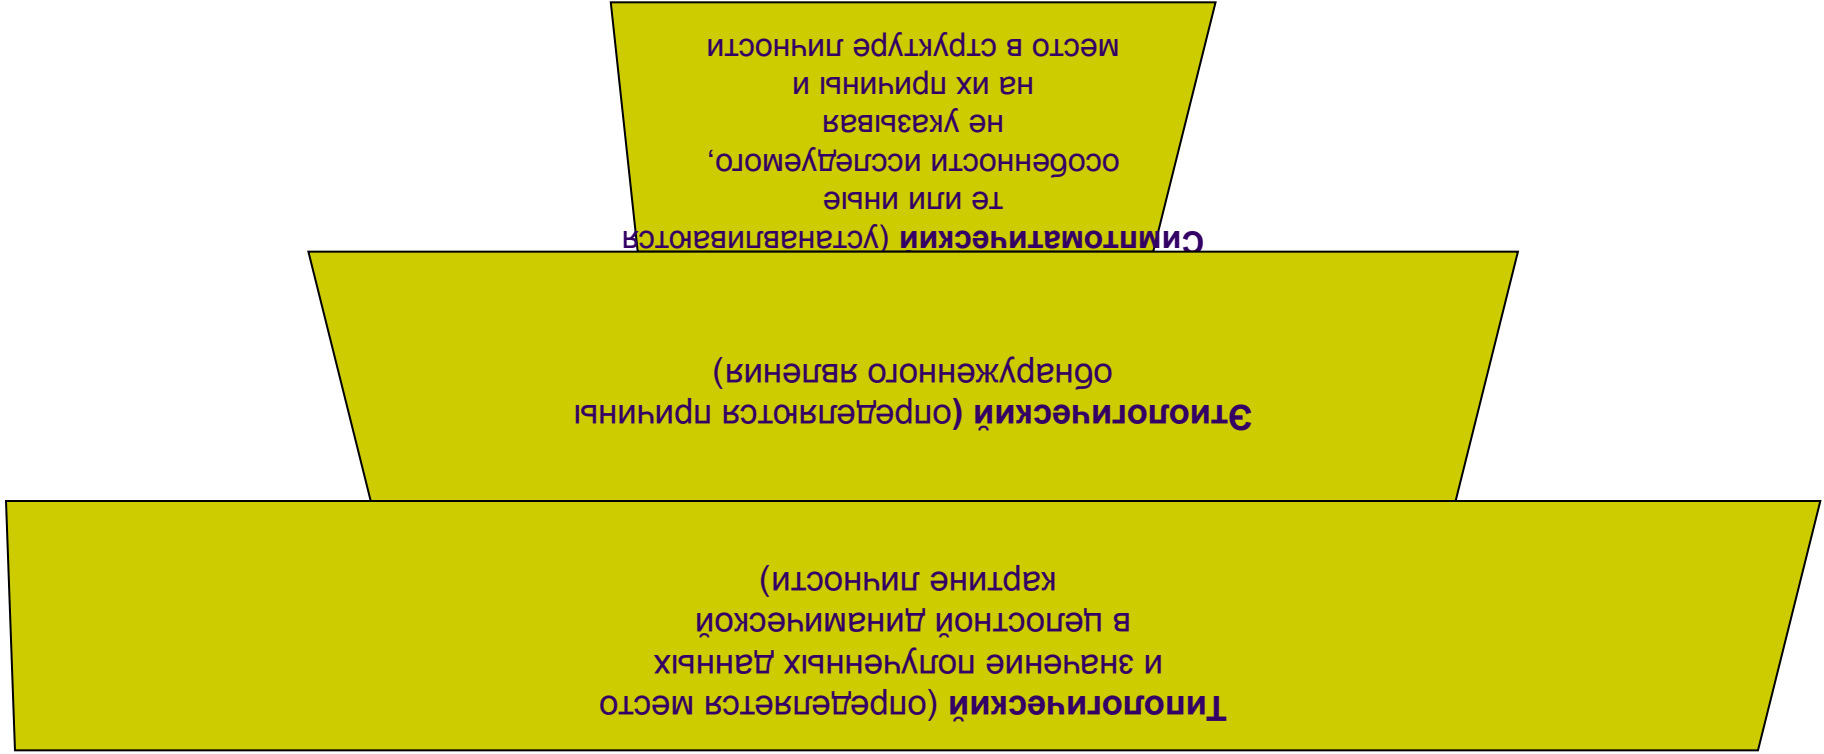 Типологический (определяется место
и значение полученных данных
в целостной динамической
картине личности)
Этиологический (определяются причины
обнаруженного явления)
Симптоматический (устанавливаются
те или иные
особенности исследуемого,
не указывая
на их причины и
место в структуре личности